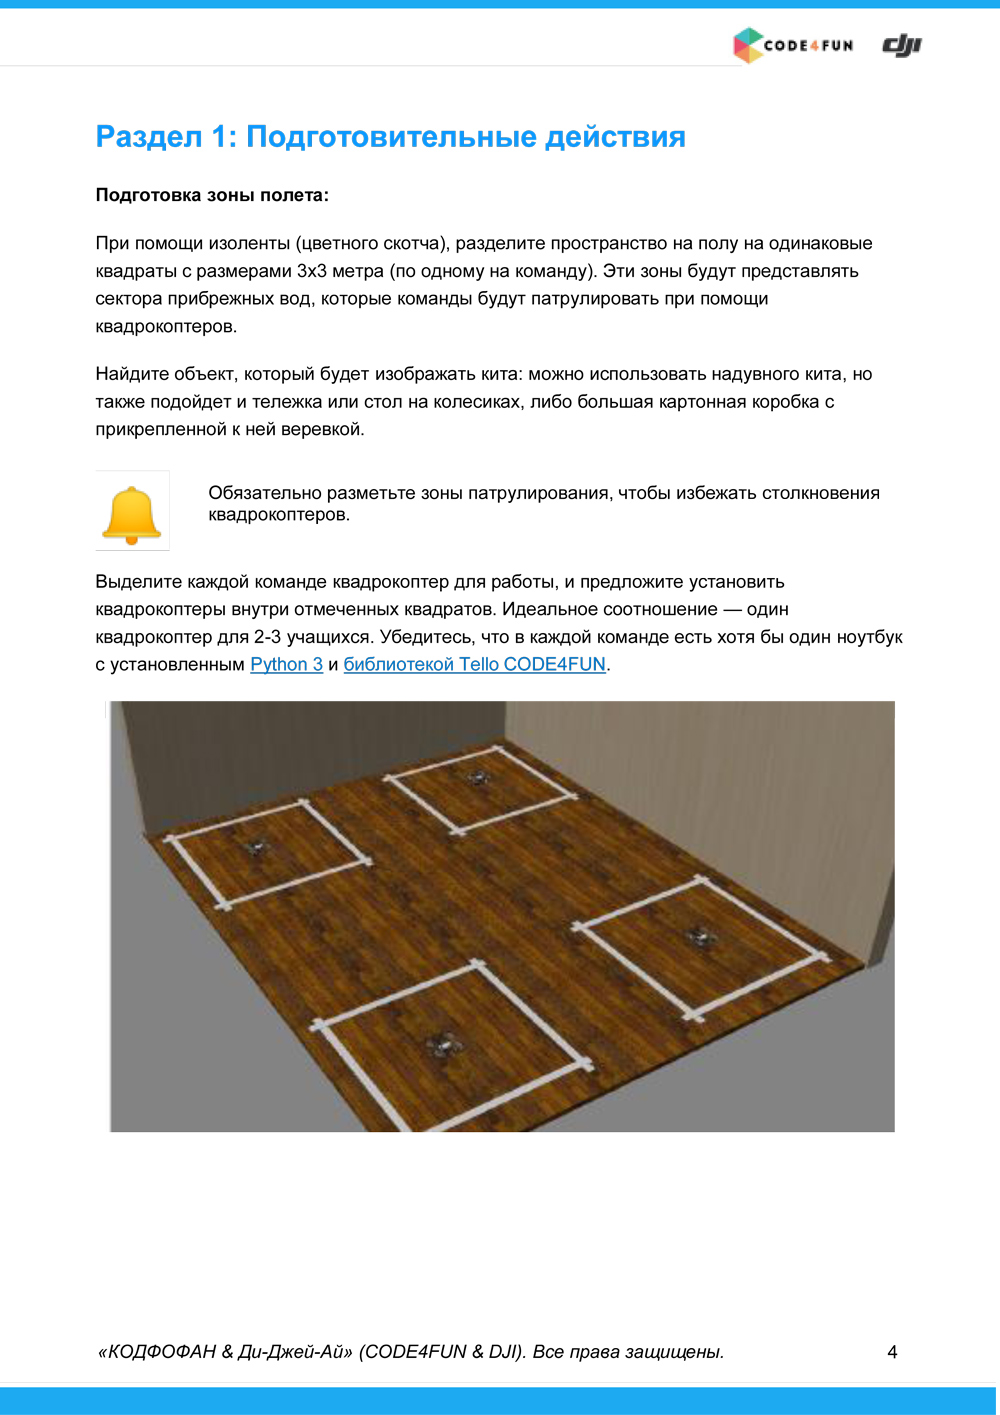 CODE4FUN dji
Раздел 1: Подготовительные действия
Подготовка зоны полета:
При помощи изоленты (цветного скотча), разделите пространство на полу на одинаковые
квадраты с размерами 3х3 метра (по одному на команду). Эти зоны будут представлять
сектора прибрежных вод, которые команды будут патрулировать при помощи
квадрокоптеров.
Найдите объект, который будет изображать кита: можно использовать надувного кита, но
также подойдет и тележка или стол на колесиках, либо большая картонная коробка с
прикрепленной к ней веревкой.
Обязательно разметьте зоны патрулирования, чтобы избежать столкновения
квадрокоптеров.
Выделите каждой команде квадрокоптер для работы, и предложите установить
квадрокоптеры внутри отмеченных квадратов. Идеальное соотношение — один
квадрокоптер для 2-3 учащихся. Убедитесь, что в каждой команде есть хотя бы один ноутбук
с установленным Python 3 и библиотекой Tello CODE4FUN.
«КОДФОФАН & Ди-Джей-Ай» (CODE4FUN & DJI). Все права защищены. 4